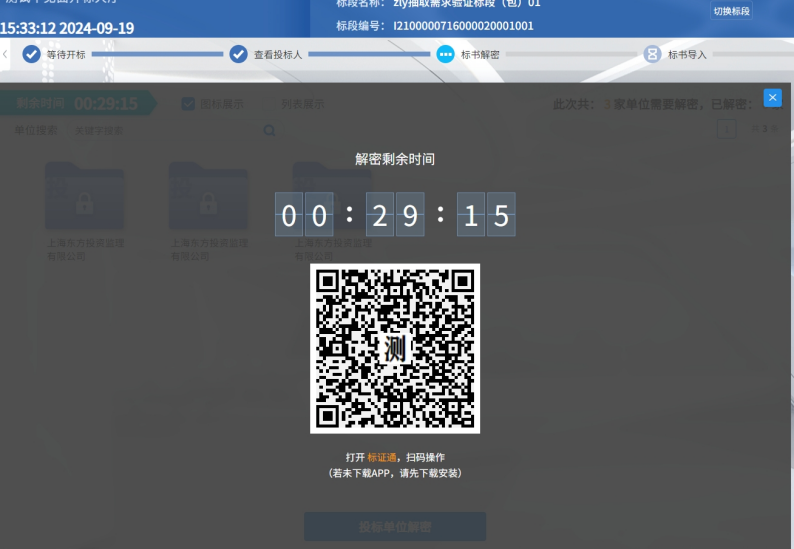 标段名称： zly抽取需求验证标段（包）01
切换标段
15:33:12 2024-09-19
标段编号： I2100000716000020001001
等待开标
查看投标人
标书解密
标书导入
剩余时间 00:29:15
图标展示
列表展示
此次共： 3 家单位需要解密，已解密：
单位搜索
关键字搜索
解密剩余时间
00:29:15
上海东方投资监理
有限公司
上海东方投资监理
有限公司
上海东方投资监理
有限公司
测
打开 标证通，扫码操作
（若未下载APP，请先下载安装）
投标单位解密